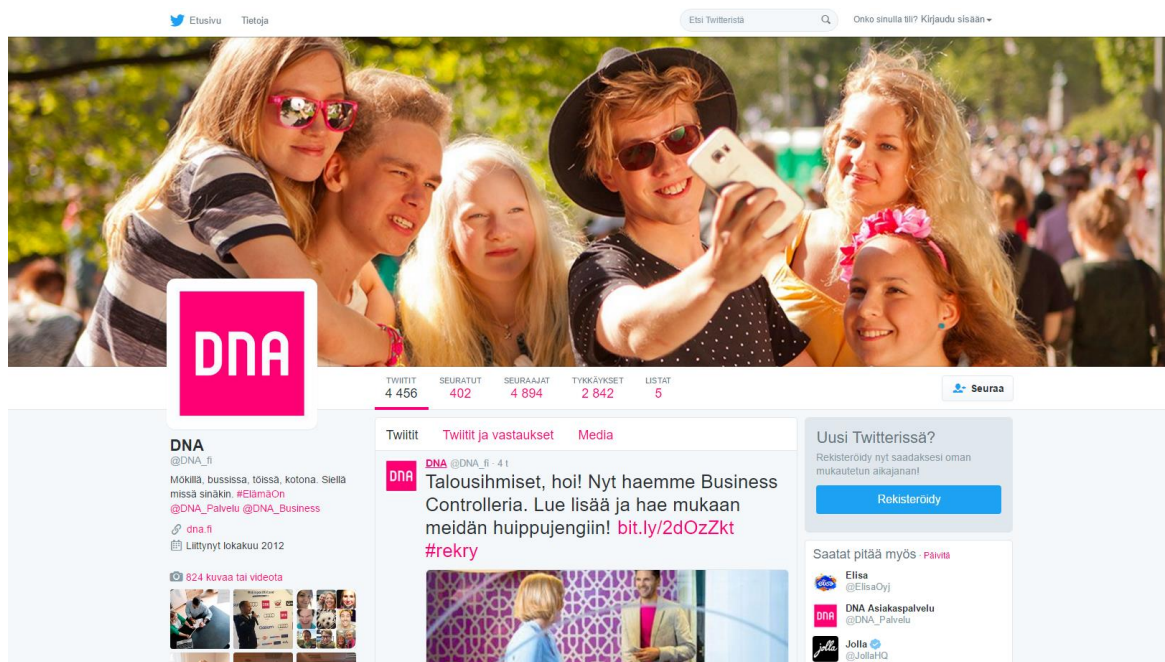 Etusivu
Tietoja
Etsi Twitteristä
Onko sinulla tili? Kirjaudu sisään
DNA
TWIITIT
4 456
SEURATUT
402
SEURAAJAT
4 894
TYKKÄYKSET
2 842
LISTAT
5
Seuraa
DNA
@DNA_fi
Mökillä, bussissa, töissä, kotona. Siellä
missä sinäkin. #ElämäOn
@DNA_Palvelu @DNA_Business
dna.fi
Liittynyt lokakuu 2012
824 kuvaa tai videota
Twiitit
Twiitit ja vastaukset
Media
DNA
DNA @DNA_fi · 4 t
Talousihmiset, hoi! Nyt haemme Business
Controlleria. Lue lisää ja hae mukaan
meidän huippujengiin! bit.ly/2dOzZkt
#rekry
Uusi Twitterissä?
Rekisteröidy nyt saadaksesi oman
mukautetun aikajanan!
Rekisteröidy
Saatat pitää myös · Päivitä
elisa
Elisa
@ElisaOyj
DNA
DNA Asiakaspalvelu
@DNA_Palvelu
jolla
Jolla
@JollaHQ